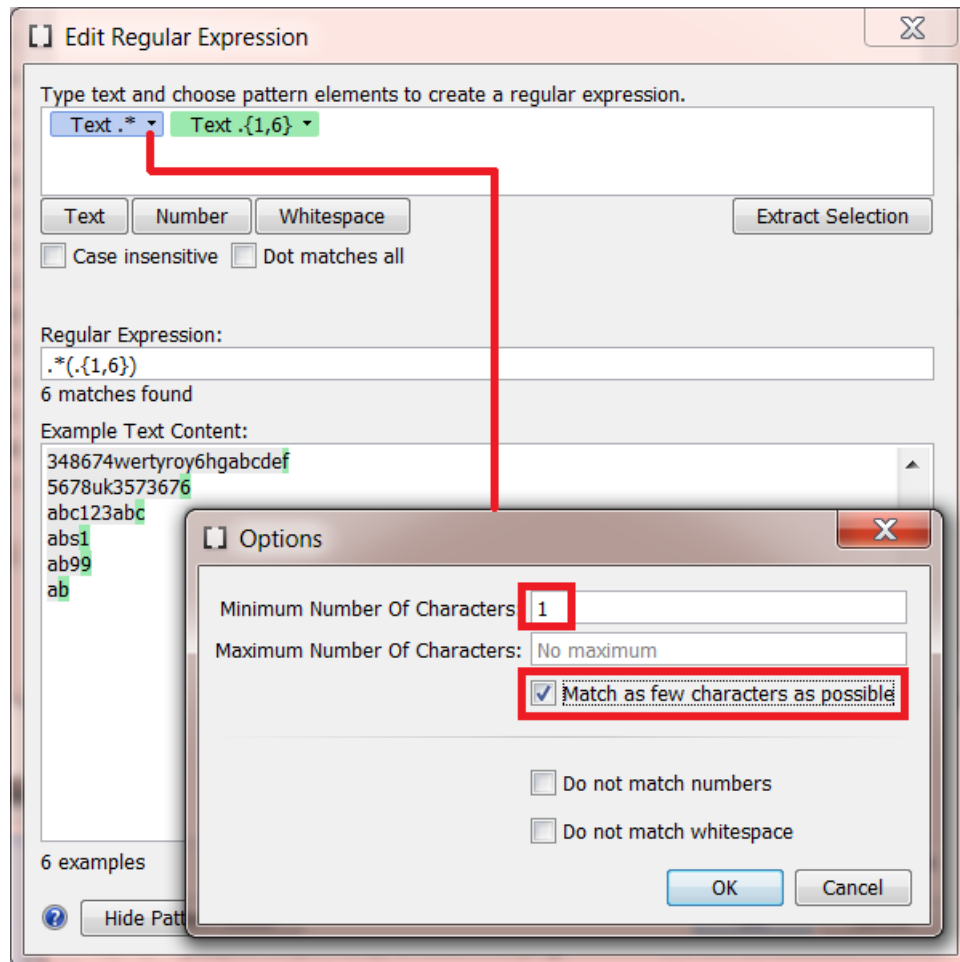 [] Edit Regular Expression
Type text and choose pattern elements to create a regular expression.
Text .* Text .{1,6}
Text Number Whitespace Extract Selection
Case insensitive Dot matches all
Regular Expression:
.*(.{1,6})
6 matches found
Example Text Content:
348674wertyroy6hgabcdef
5678uk3573676
abc123abc
abs1
ab99
ab
[] Options
Minimum Number Of Characters: 1
Maximum Number Of Characters: No maximum
Match as few characters as possible
Do not match numbers
Do not match whitespace
OK Cancel
6 examples
? Hide Patt